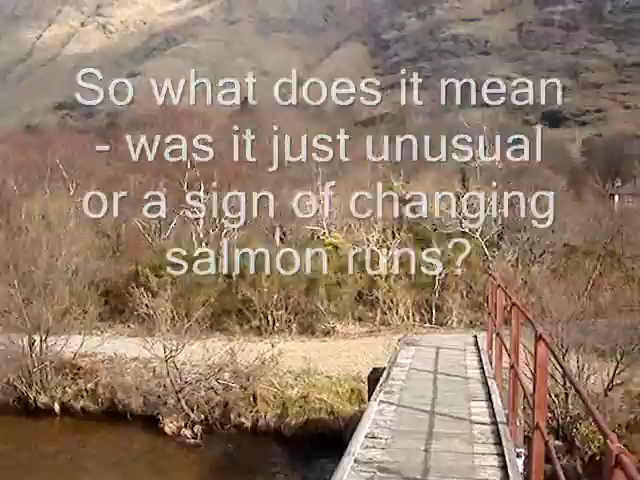 So what does it mean
- was it just unusual
or a sign of changing
salmon runs?